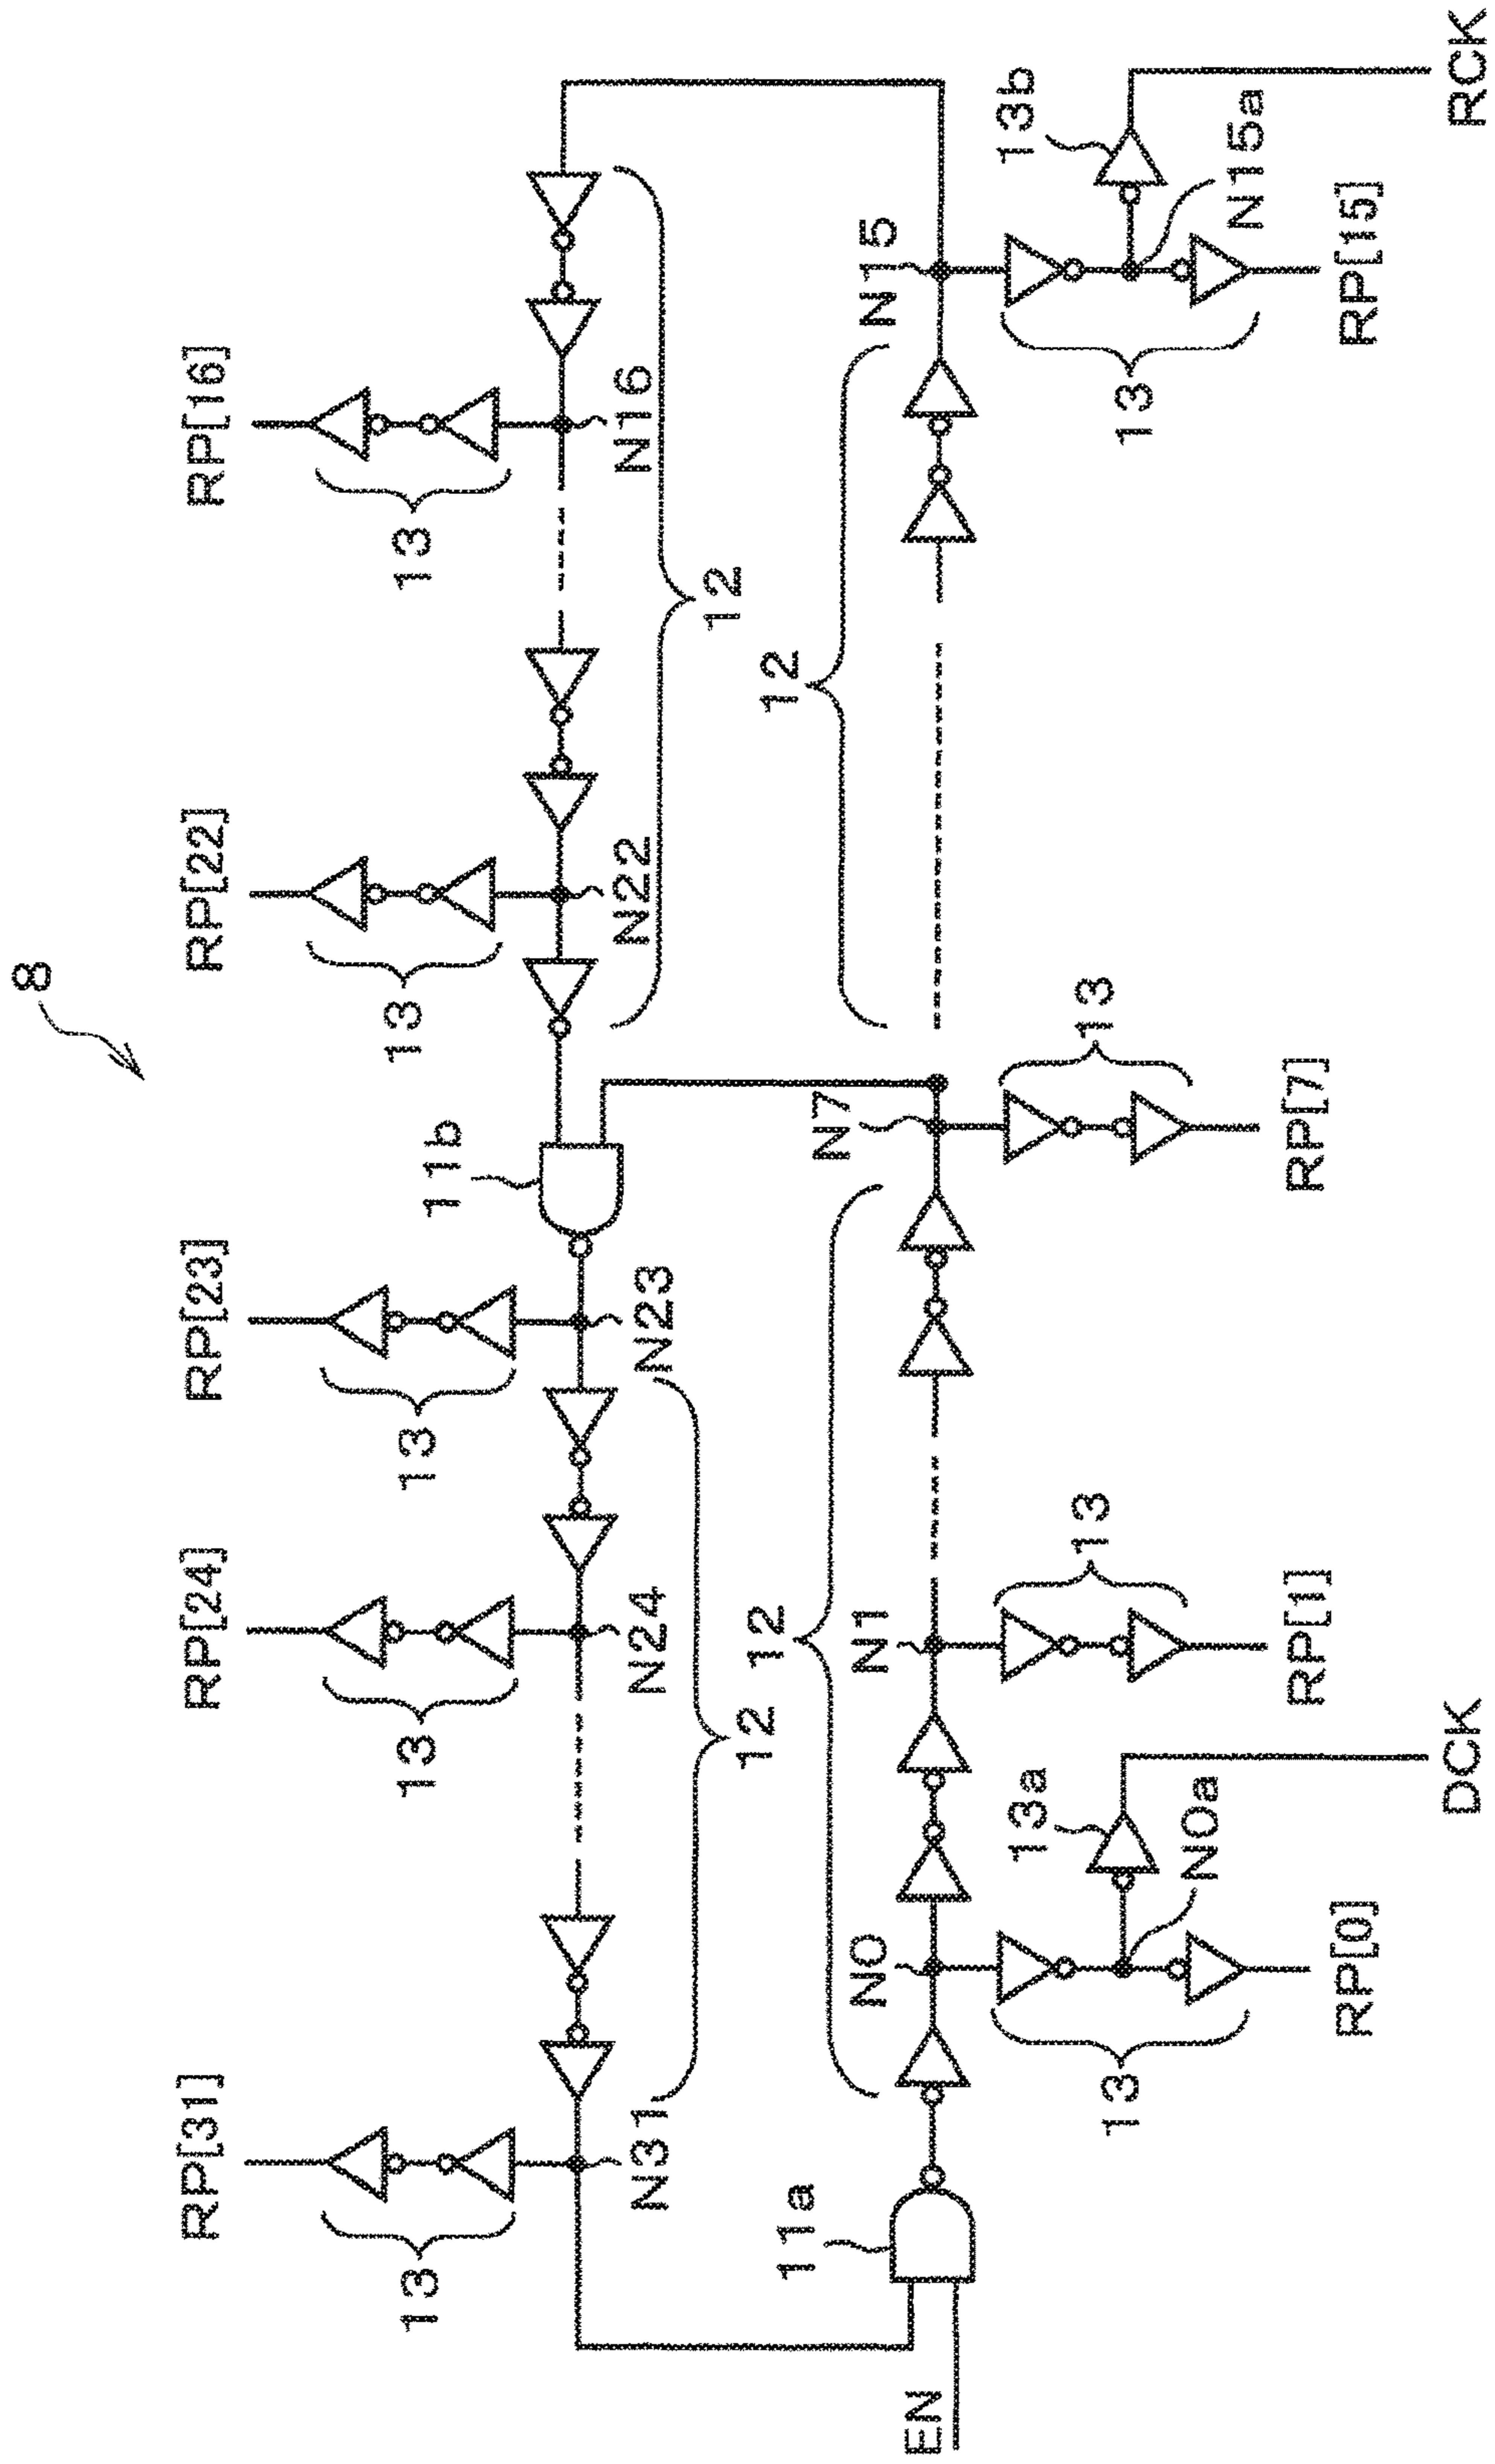 8
RP[31]
RP[24]
RP[23]
RP[22]
RP[16]
13
13
13
13
13
11b
N31
N24
N23
N22
N16
12
12
12
12
11a
N0
N1
N7
N15
EN
13
13a
13
13
13
13b
N0a
N15a
RP[0]
RP[1]
RP[7]
RP[15]
DCK
RCK